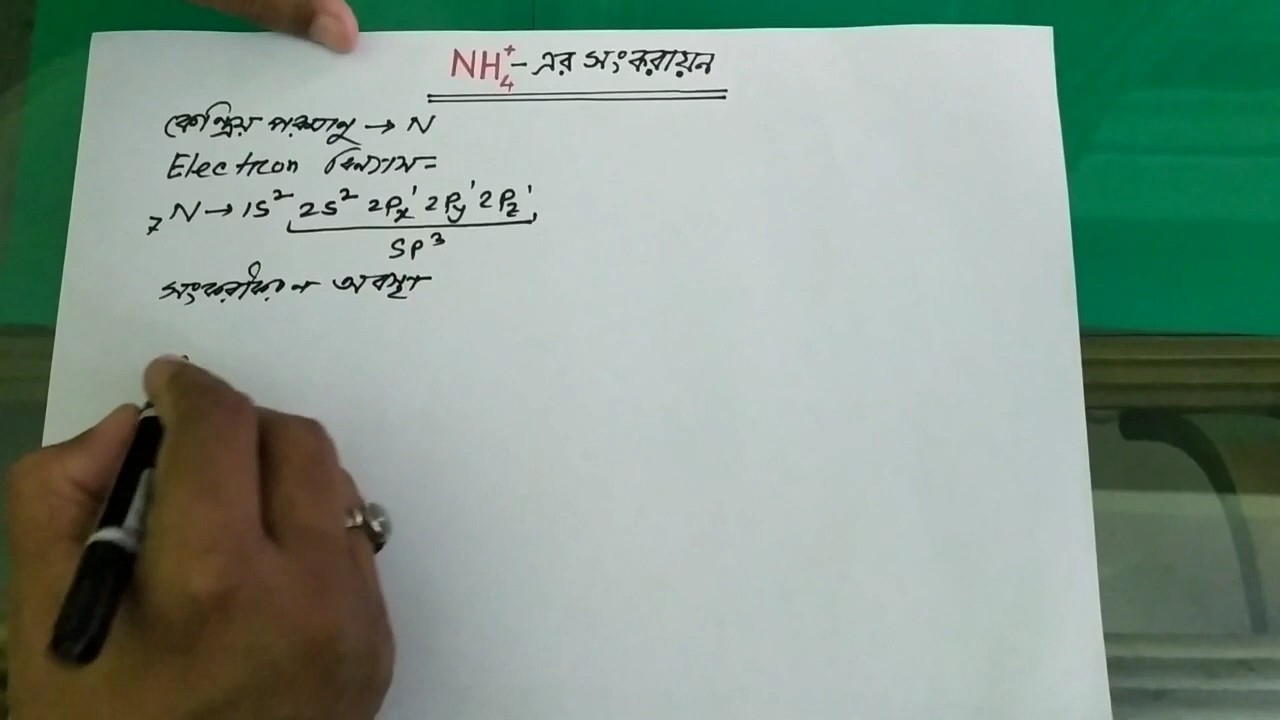 NH₄⁺ - এর সংকরায়ন
কেন্দ্রিয় পরমাণু → N
Electron বিন্যাস=
₇N → 1S² 2S² 2Pₓ¹ 2Py¹ 2Pz¹
SP³
সংকরায়িত অবস্থা